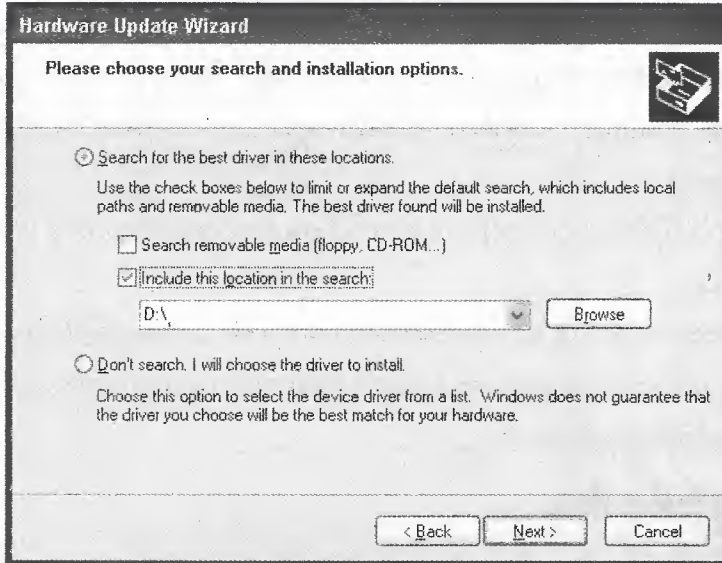 Hardware Update Wizard
Please choose your search and installation options.
Search for the best driver in these locations.
Use the check boxes below to limit or expand the default search, which includes local
paths and removable media. The best driver found will be installed.
Search removable media (floppy, CD-ROM...)
Include this location in the search:
D:\
Browse
Don't search. I will choose the driver to install.
Choose this option to select the device driver from a list. Windows does not guarantee that
the driver you choose will be the best match for your hardware.
< Back Next > Cancel